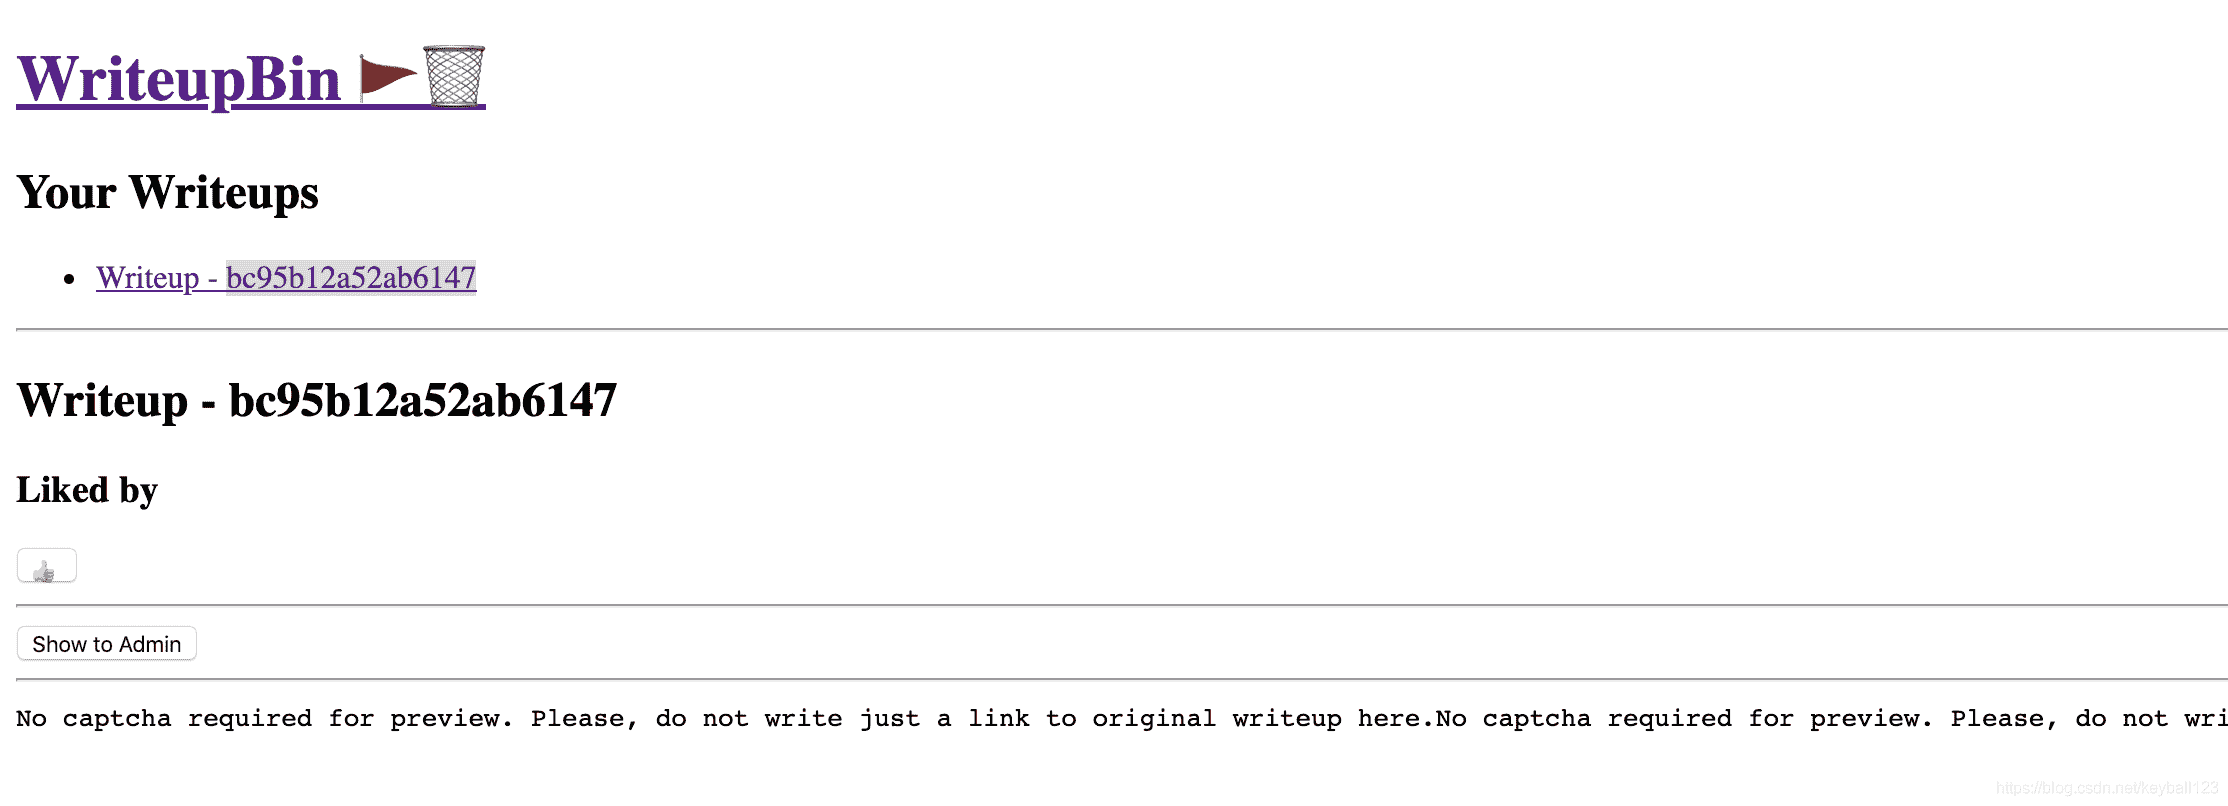 WriteupBin
Your Writeups
Writeup - bc95b12a52ab6147
Writeup - bc95b12a52ab6147
Liked by
Show to Admin
No captcha required for preview. Please, do not write just a link to original writeup here.No captcha required for preview. Please, do not wri
https://blog.csdn.net/keyball123